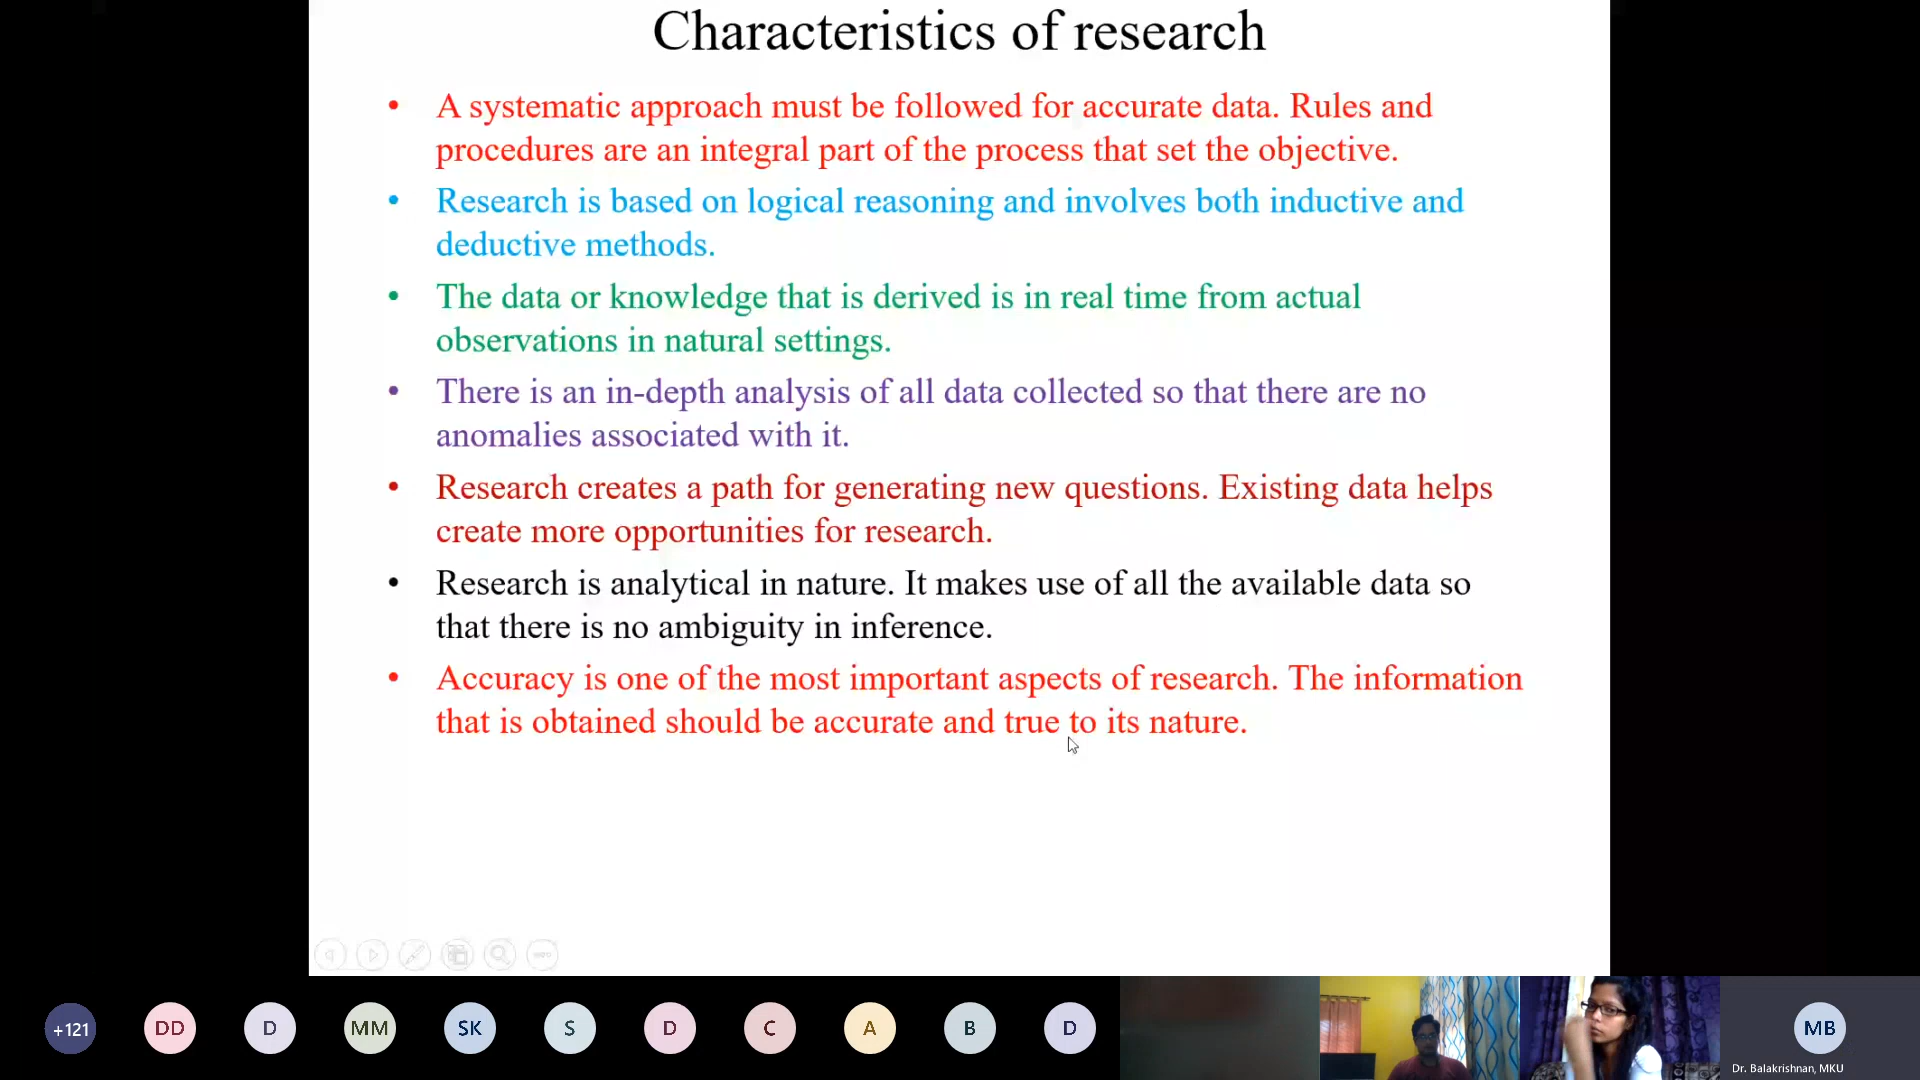 Characteristics of research
• A systematic approach must be followed for accurate data. Rules and
procedures are an integral part of the process that set the objective.
• Research is based on logical reasoning and involves both inductive and
deductive methods.
• The data or knowledge that is derived is in real time from actual
observations in natural settings.
• There is an in-depth analysis of all data collected so that there are no
anomalies associated with it.
• Research creates a path for generating new questions. Existing data helps
create more opportunities for research.
• Research is analytical in nature. It makes use of all the available data so
that there is no ambiguity in inference.
• Accuracy is one of the most important aspects of research. The information
that is obtained should be accurate and true to its nature.
+121 DD D MM SK S D C A B D MB
Dr. Balakrishnan, MKU